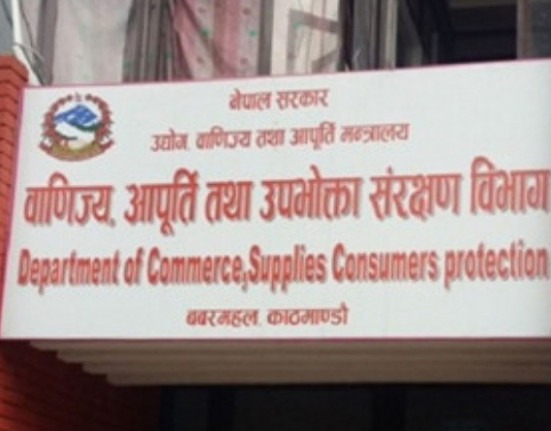 नेपाल सरकार
उद्योग, वाणिज्य तथा आपूर्ति मन्त्रालय
वाणिज्य, आपूर्ति तथा उपभोक्ता संरक्षण विभाग
Department of Commerce,Supplies Consumers protection
बबरमहल, काठमाण्डौ